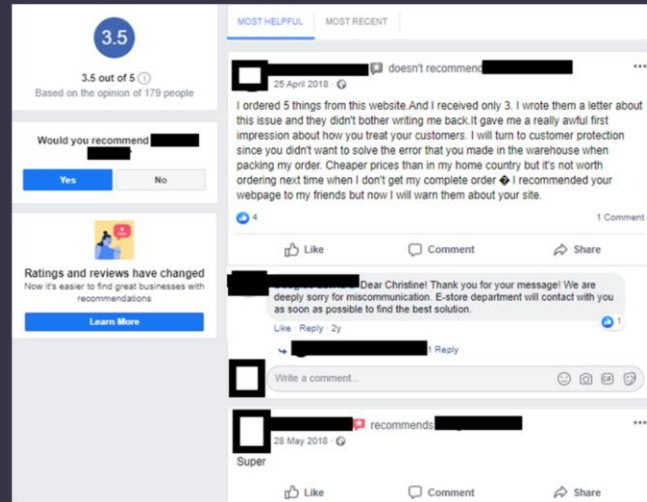 3.5
3.5 out of 5
Based on the opinion of 179 people
Would you recommend
?
Yes
No
Ratings and reviews have changed
Now it's easier to find great businesses with
recommendations
Learn More
MOST HELPFUL
MOST RECENT
doesn't recommend
25 April 2018
I ordered 5 things from this website.And I received only 3. I wrote them a letter about
this issue and they didn't bother writing me back.It gave me a really awful first
impression about how you treat your customers. I will turn to customer protection
since you didn't want to solve the error that you made in the warehouse when
packing my order. Cheaper prices than in my home country but it's not worth
ordering next time when I don't get my complete order � I recommended your
webpage to my friends but now I will warn them about your site.
4
1 Comment
Like
Comment
Share
Dear Christine! Thank you for your message! We are
deeply sorry for miscommunication. E-store department will contact with you
as soon as possible to find the best solution.
1
Like · Reply · 2y
1 Reply
Write a comment...
GIF
recommends
28 May 2018
Super
Like
Comment
Share